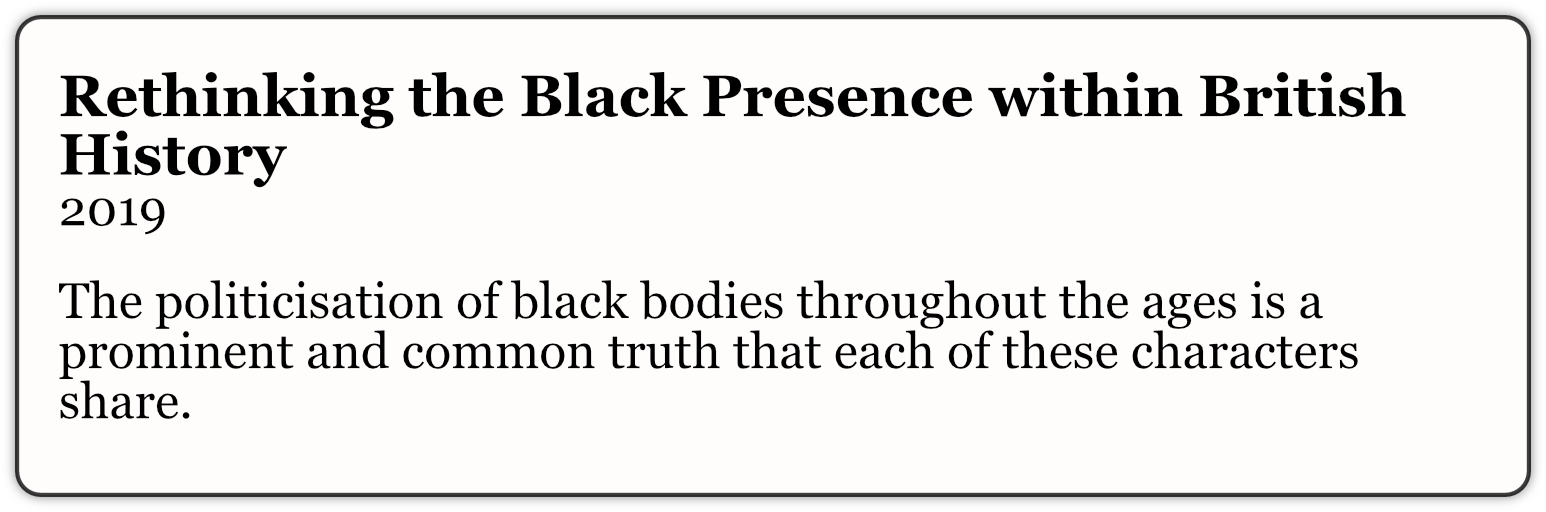 Rethinking the Black Presence within British
History
2019
The politicisation of black bodies throughout the ages is a
prominent and common truth that each of these characters
share.